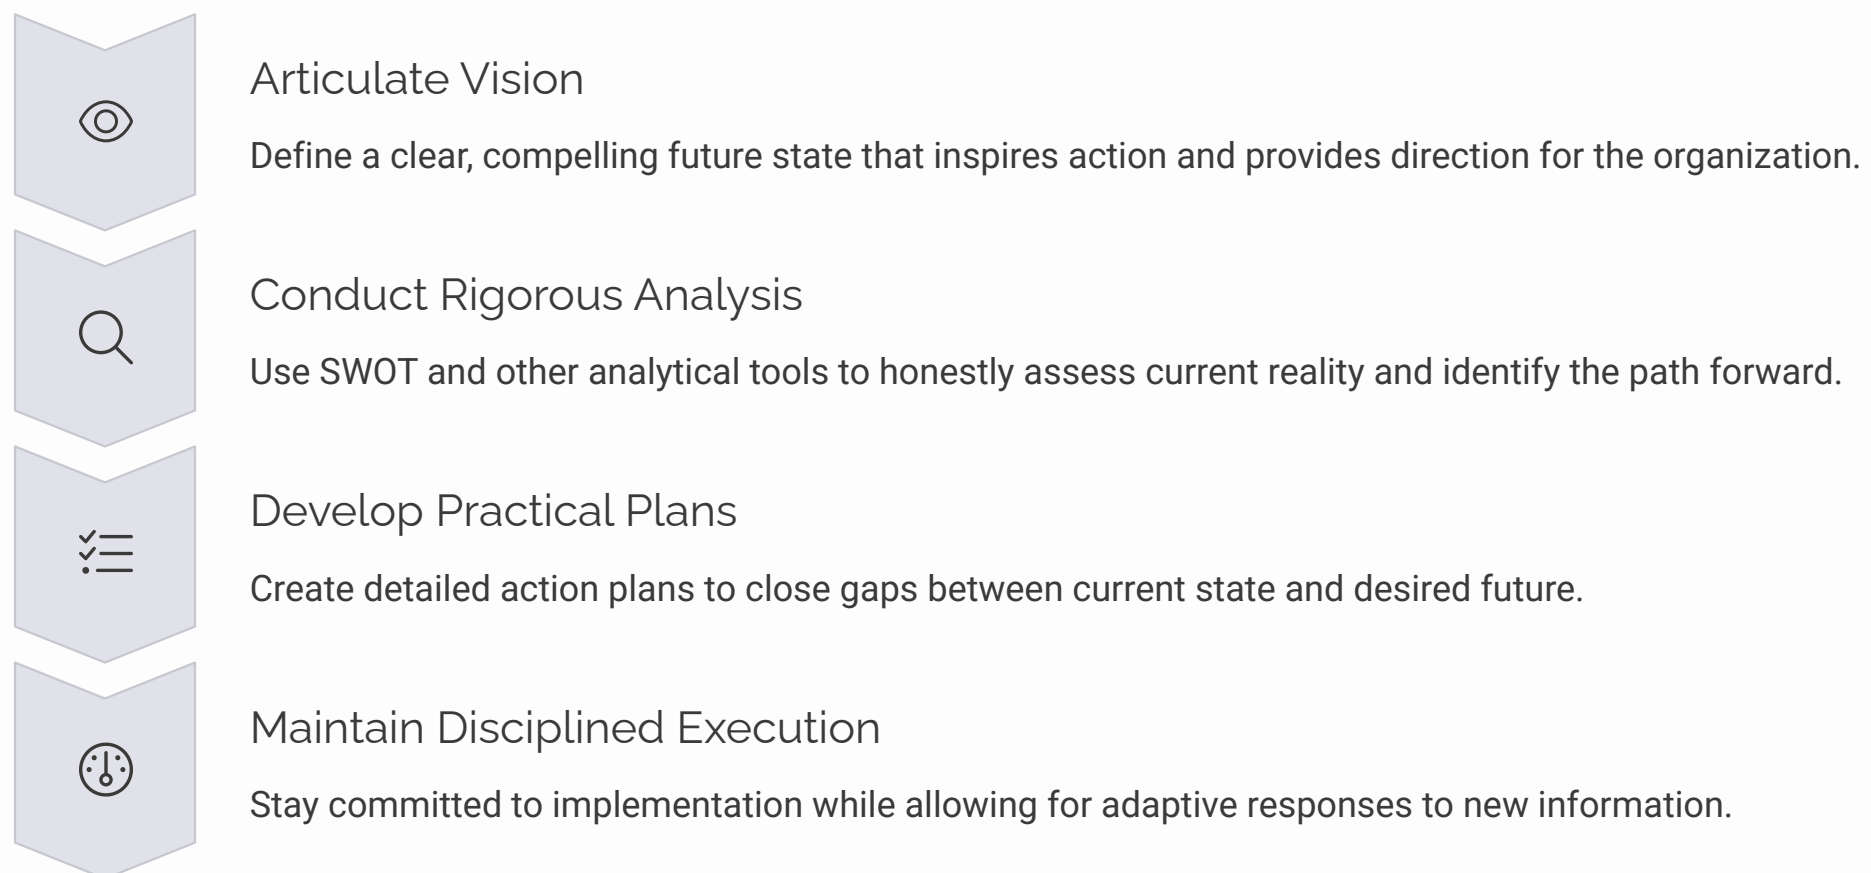 Articulate Vision
Define a clear, compelling future state that inspires action and provides direction for the organization.
Conduct Rigorous Analysis
Use SWOT and other analytical tools to honestly assess current reality and identify the path forward.
Develop Practical Plans
Create detailed action plans to close gaps between current state and desired future.
Maintain Disciplined Execution
Stay committed to implementation while allowing for adaptive responses to new information.